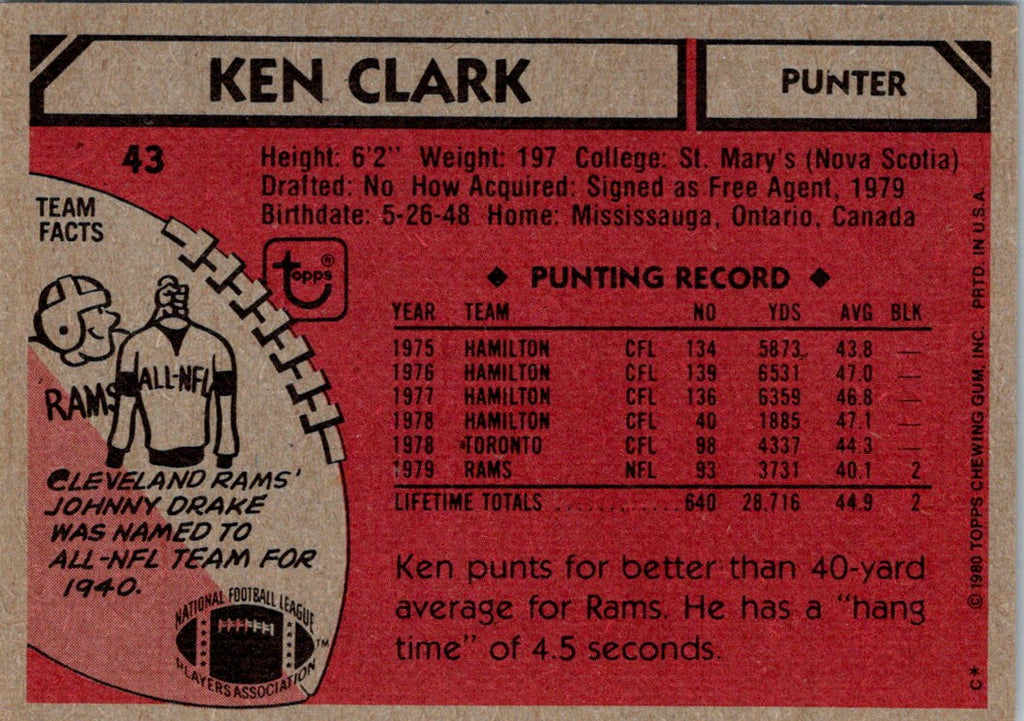 KEN CLARK
PUNTER
43
Height: 6'2" Weight: 197 College: St. Mary's (Nova Scotia)
Drafted: No How Acquired: Signed as Free Agent, 1979
Birthdate: 5-26-48 Home: Mississauga, Ontario, Canada
TEAM
FACTS
topps®
RAMS
ALL-NFL
CLEVELAND RAMS'
JOHNNY DRAKE
WAS NAMED TO
ALL-NFL TEAM FOR
1940.
NATIONAL FOOTBALL LEAGUE
PLAYERS ASSOCIATION
TM
◆ PUNTING RECORD ◆
YEAR TEAM NO YDS AVG BLK
1975 HAMILTON CFL 134 5873 43.8 —
1976 HAMILTON CFL 139 6531 47.0 —
1977 HAMILTON CFL 136 6359 46.8 —
1978 HAMILTON CFL 40 1885 47.1 —
1978 TORONTO CFL 98 4337 44.3 —
1979 RAMS NFL 93 3731 40.1 2
LIFETIME TOTALS ............ 640 28,716 44.9 2
Ken punts for better than 40-yard
average for Rams. He has a "hang
time" of 4.5 seconds.
© 1980 TOPPS CHEWING GUM, INC. PRTD. IN U.S.A.
C*